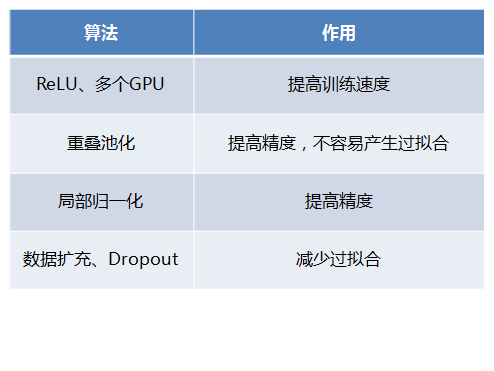 算法 作用
ReLU、多个GPU 提高训练速度
重叠池化 提高精度，不容易产生过拟合
局部归一化 提高精度
数据扩充、Dropout 减少过拟合